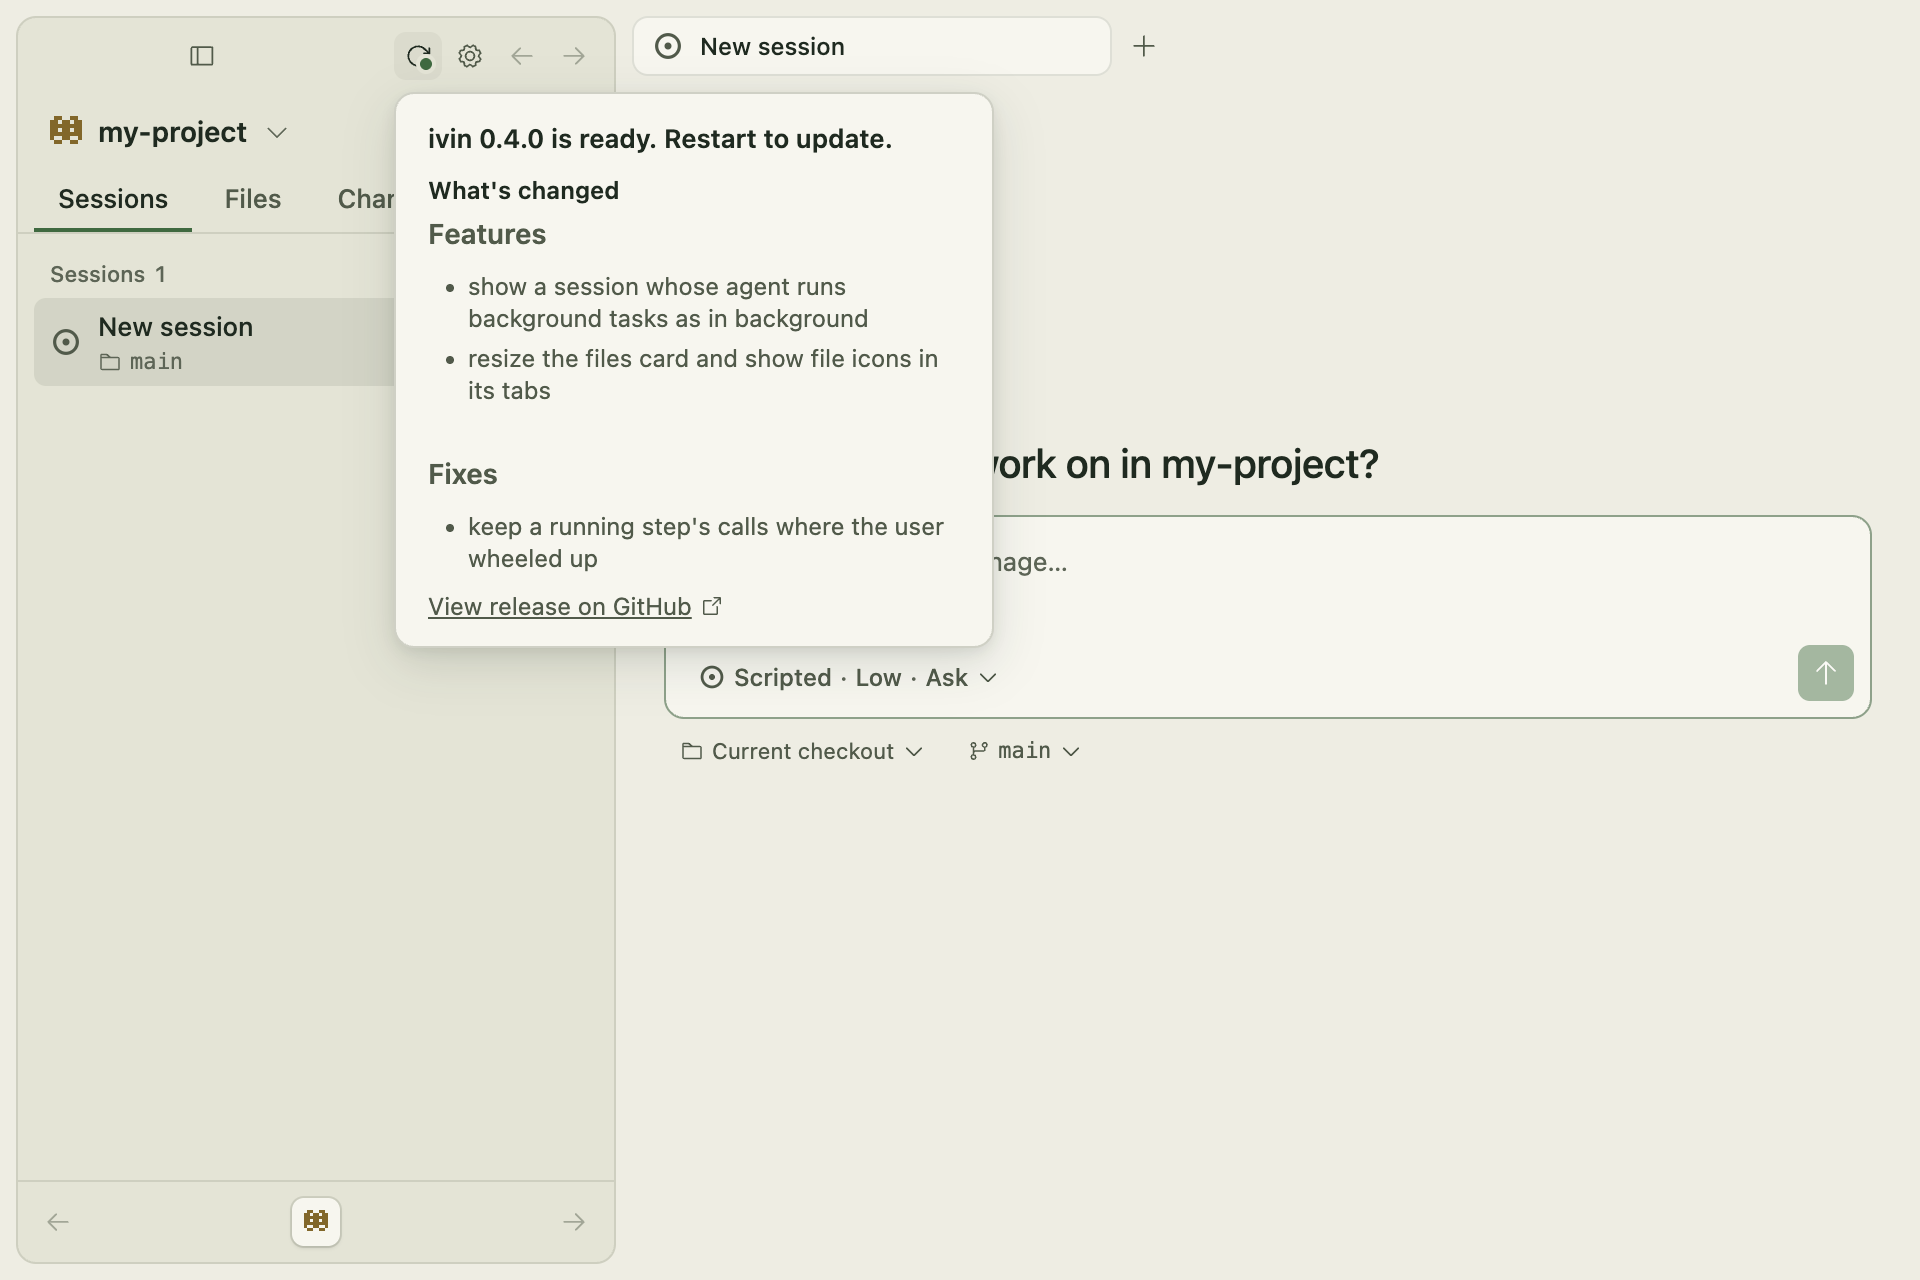 New session
my-project
ivin 0.4.0 is ready. Restart to update.
What's changed
Features
show a session whose agent runs
background tasks as in background
resize the files card and show file icons in
its tabs
Fixes
keep a running step's calls where the user
wheeled up
View release on GitHub
Sessions
Files
Sessions 1
New session
main
work on in my-project?
Scripted · Low · Ask
Current checkout
main